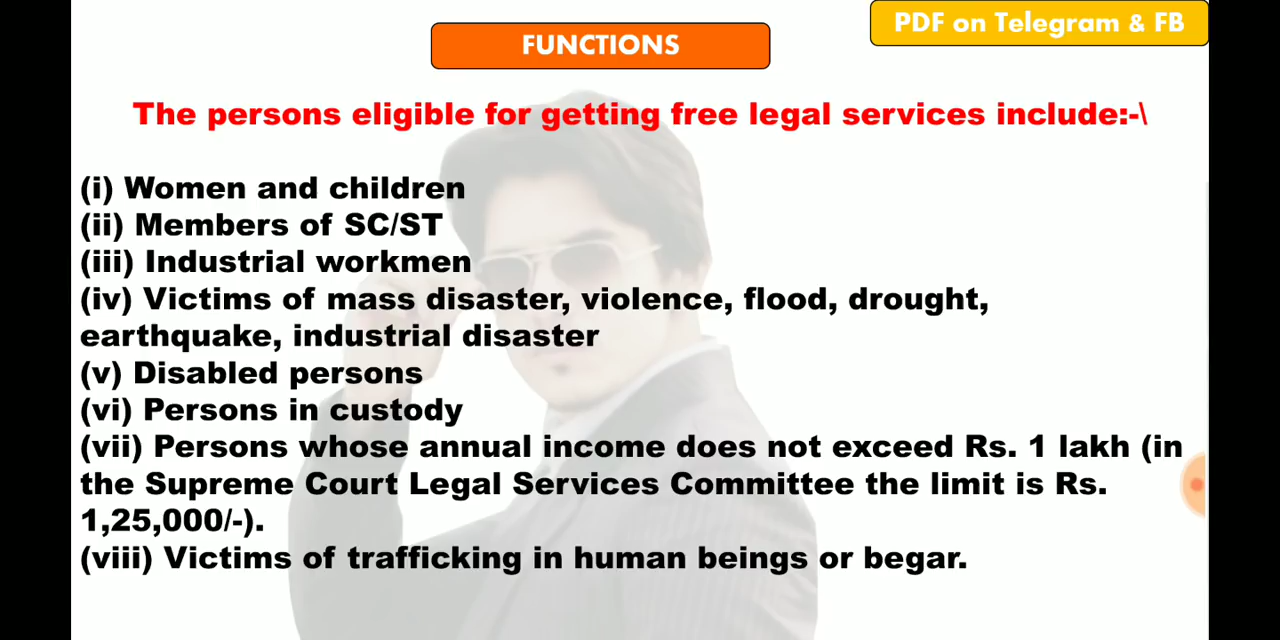 PDF on Telegram & FB
FUNCTIONS
The persons eligible for getting free legal services include:-\
(i) Women and children
(ii) Members of SC/ST
(iii) Industrial workmen
(iv) Victims of mass disaster, violence, flood, drought,
earthquake, industrial disaster
(v) Disabled persons
(vi) Persons in custody
(vii) Persons whose annual income does not exceed Rs. 1 lakh (in
the Supreme Court Legal Services Committee the limit is Rs.
1,25,000/-).
(viii) Victims of trafficking in human beings or begar.